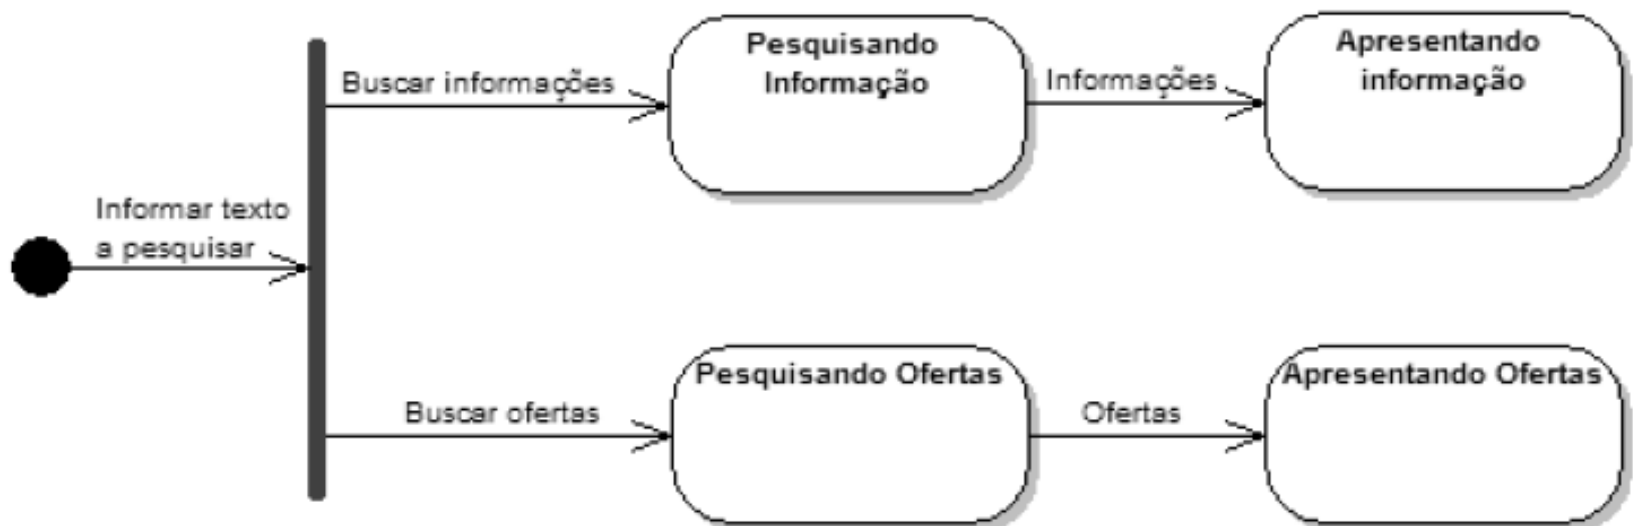 Informar texto
a pesquisar
Buscar informações
Pesquisando
Informação
Informações
Apresentando
informação
Buscar ofertas
Pesquisando Ofertas
Ofertas
Apresentando Ofertas